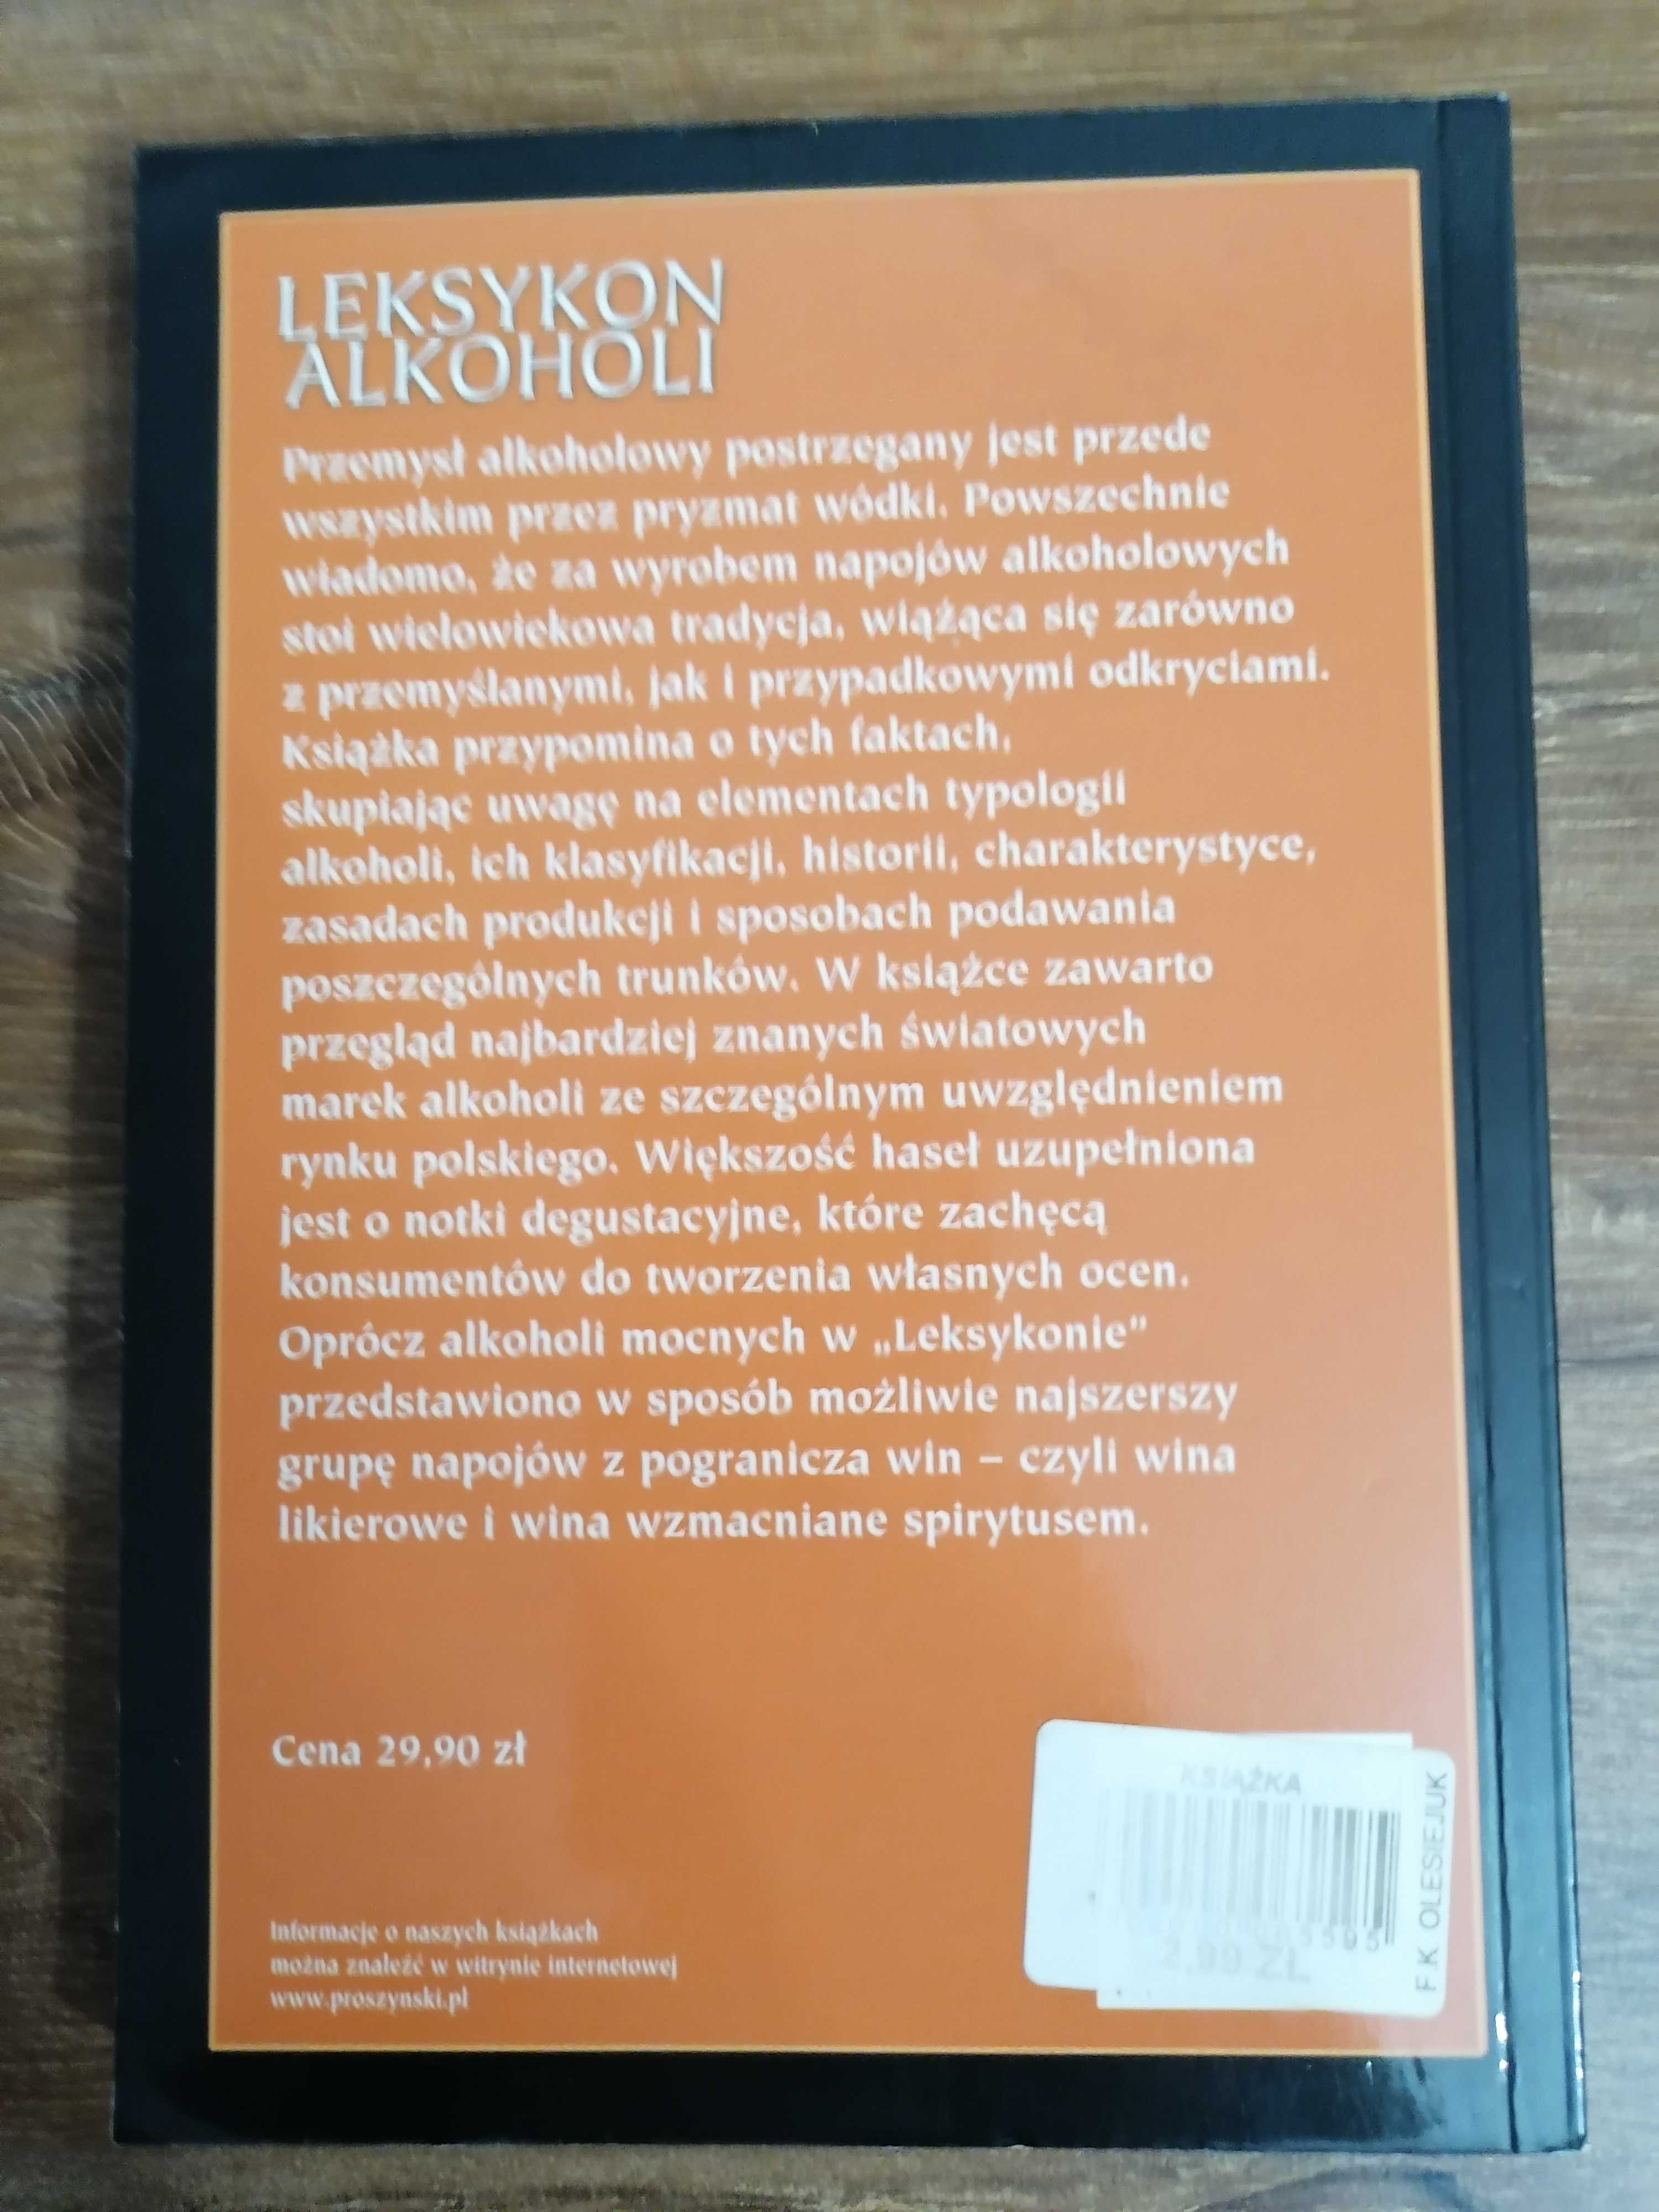 LEKSYKON
ALKOHOLI
Przemysł alkoholowy postrzegany jest przede
wszystkim przez pryzmat wódki. Powszechnie
wiadomo, że za wyrobem napojów alkoholowych
stoi wielowiekowa tradycja, wiążąca się zarówno
z przemyślanymi, jak i przypadkowymi odkryciami.
Książka przypomina o tych faktach,
skupiając uwagę na elementach typologii
alkoholi, ich klasyfikacji, historii, charakterystyce,
zasadach produkcji i sposobach podawania
poszczególnych trunków. W książce zawarto
przegląd najbardziej znanych światowych
marek alkoholi ze szczególnym uwzględnieniem
rynku polskiego. Większość haseł uzupełniona
jest o notki degustacyjne, które zachęcą
konsumentów do tworzenia własnych ocen.
Oprócz alkoholi mocnych w „Leksykonie”
przedstawiono w sposób możliwie najszerszy
grupę napojów z pogranicza win – czyli wina
likierowe i wina wzmacniane spirytusem.
Cena 29,90 zł
KSIĄŻKA
2.99 ZŁ
F.K OLESIEJUK
Informacje o naszych książkach
można znaleźć w witrynie internetowej
www.proszynski.pl